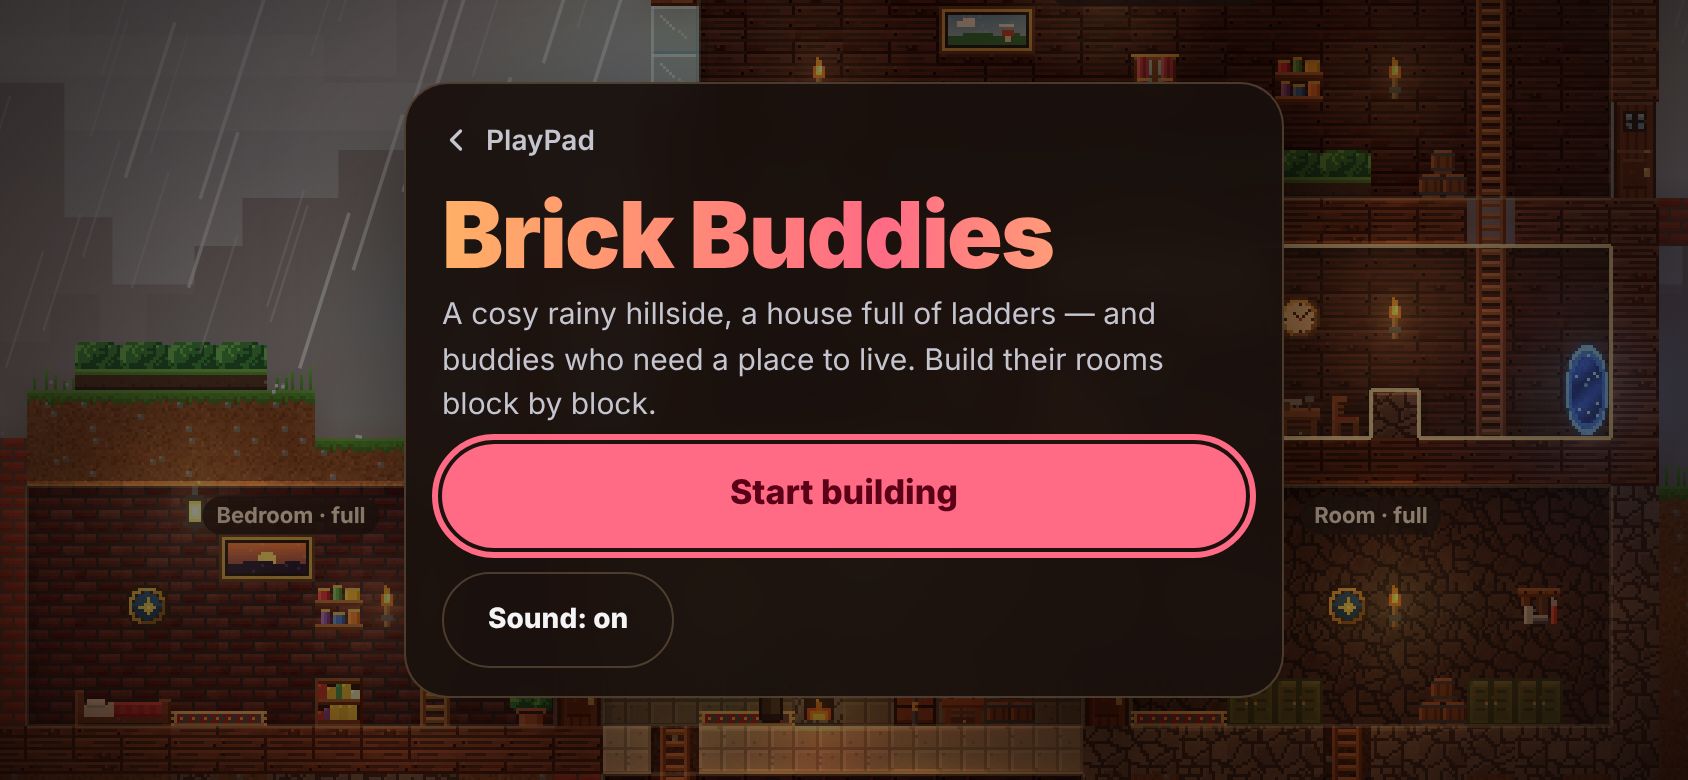 PlayPad
Brick Buddies
A cosy rainy hillside, a house full of ladders — and
buddies who need a place to live. Build their rooms
block by block.
Start building
Bedroom · full
Room · full
Sound: on